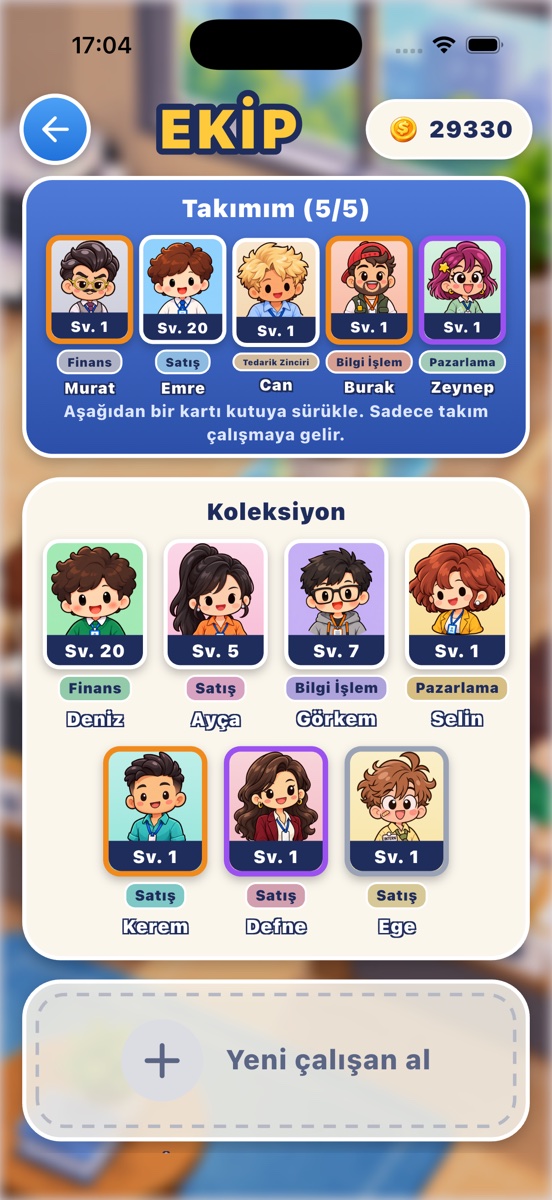 17:04
EKİP
29330
Takımım (5/5)
Sv. 1
Sv. 20
Sv. 1
Sv. 1
Sv. 1
Finans
Satış
Tedarik Zinciri
Bilgi İşlem
Pazarlama
Murat
Emre
Can
Burak
Zeynep
Aşağıdan bir kartı kutuya sürükle. Sadece takım
çalışmaya gelir.
Koleksiyon
Sv. 20
Sv. 5
Sv. 7
Sv. 1
Finans
Satış
Bilgi İşlem
Pazarlama
Deniz
Ayça
Görkem
Selin
Sv. 1
Sv. 1
Sv. 1
Satış
Satış
Satış
Kerem
Defne
Ege
Yeni çalışan al